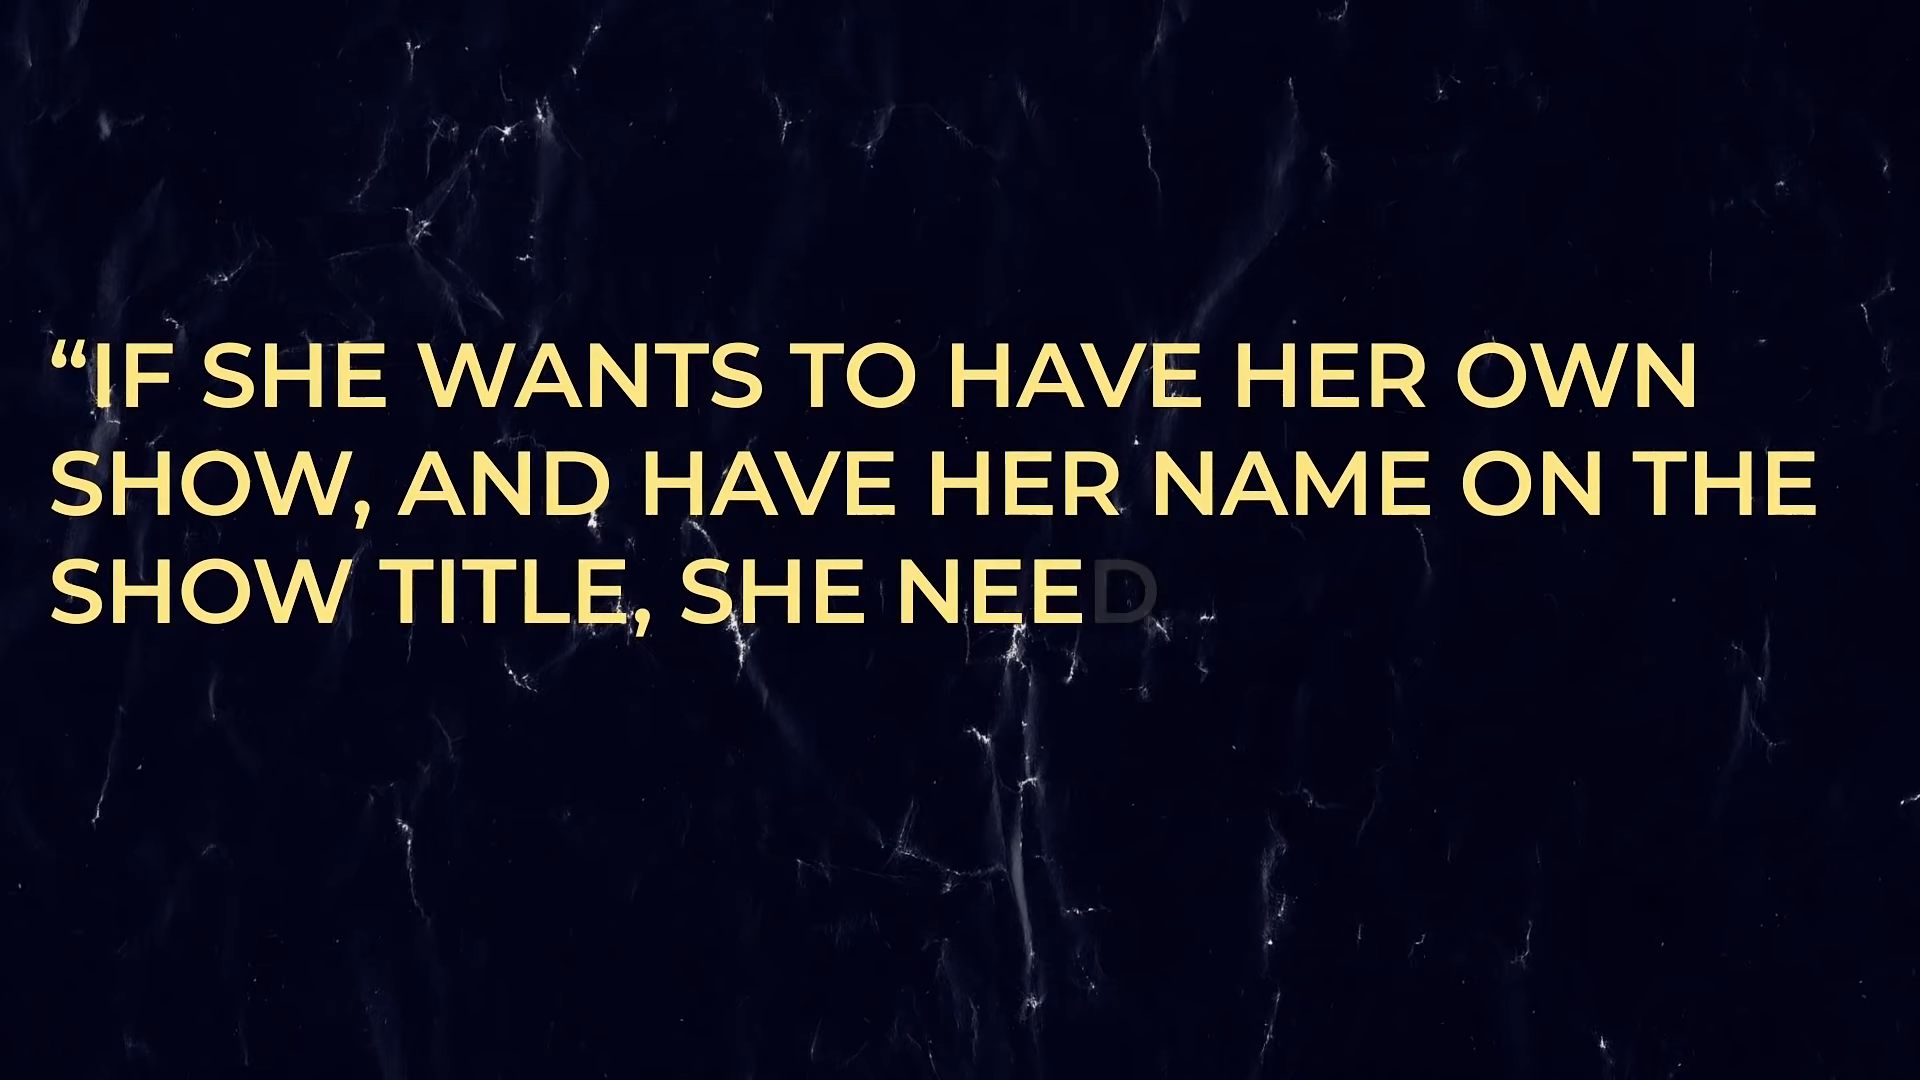 “IF SHE WANTS TO HAVE HER OWN
SHOW, AND HAVE HER NAME ON THE
SHOW TITLE, SHE NEED